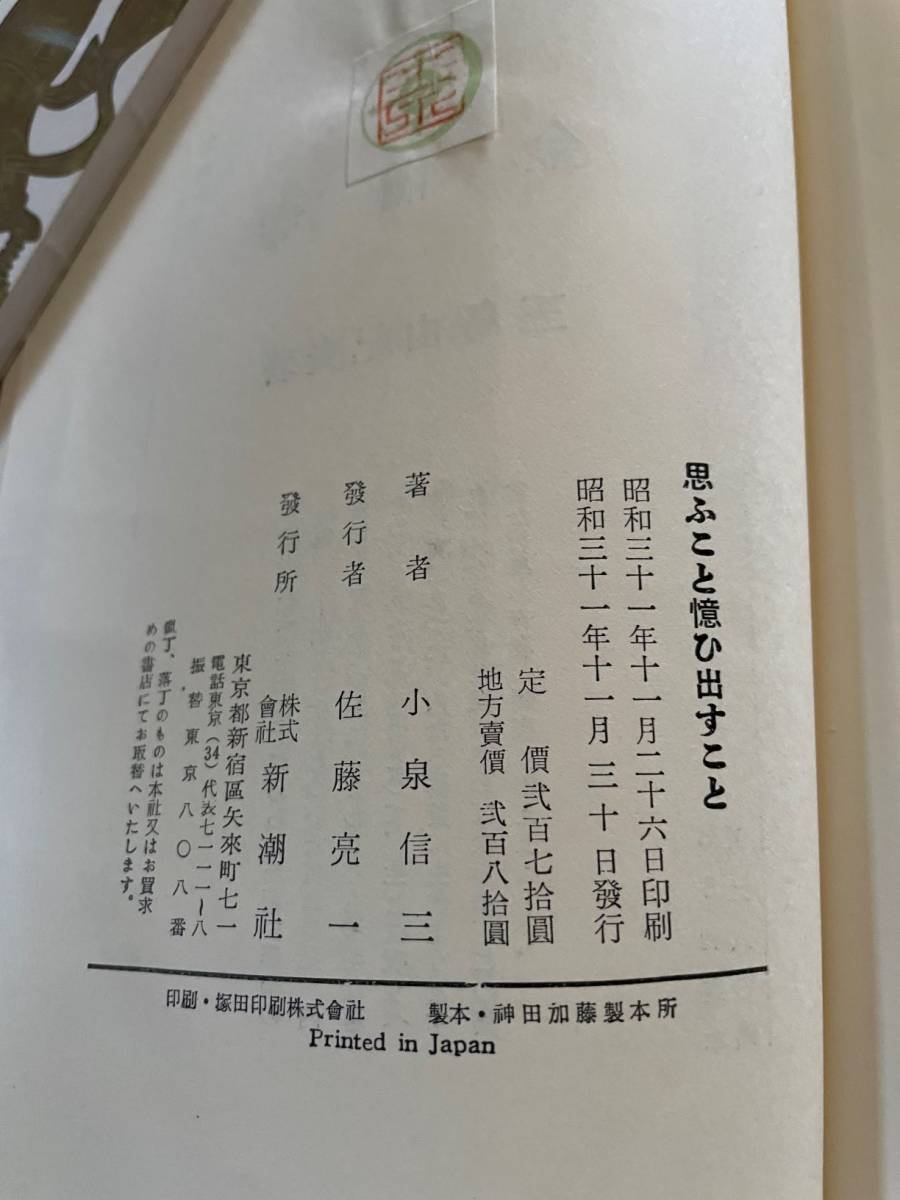 思ふこと憶ひ出すこと
昭和三十一年十一月二十六日印刷
昭和三十一年十一月三十日發行
定價弐百七拾圓
地方賣價 弐百八拾圓
著者 小泉信三
發行者 佐藤亮一
發行所 株式會社 新潮社
東京都新宿區矢來町七一
電話東京(34)代表七一一一～八
振替東京八〇八番
亂丁、落丁のものは本社又はお買求
めの書店にてお取替へいたします。
印刷・塚田印刷株式會社 製本・神田加藤製本所
Printed in Japan